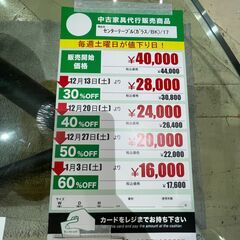 中古家具代行販売商品
センターテーブル(ガラス/BK)/17
毎週土曜日が値下り日!
販売開始価格 ¥40,000
税込価格 ¥44,000
12月13日(土)より
30%OFF ¥28,000
税込価格 ¥30,800
12月20日(土)より
40%OFF ¥24,000
税込価格 ¥26,400
12月27日(土)より
50%OFF ¥20,000
税込価格 ¥22,000
1月3日(土)より
60%OFF ¥16,000
税込価格 ¥17,600
サイズ W D H
カードをレジまでお持ち下さい